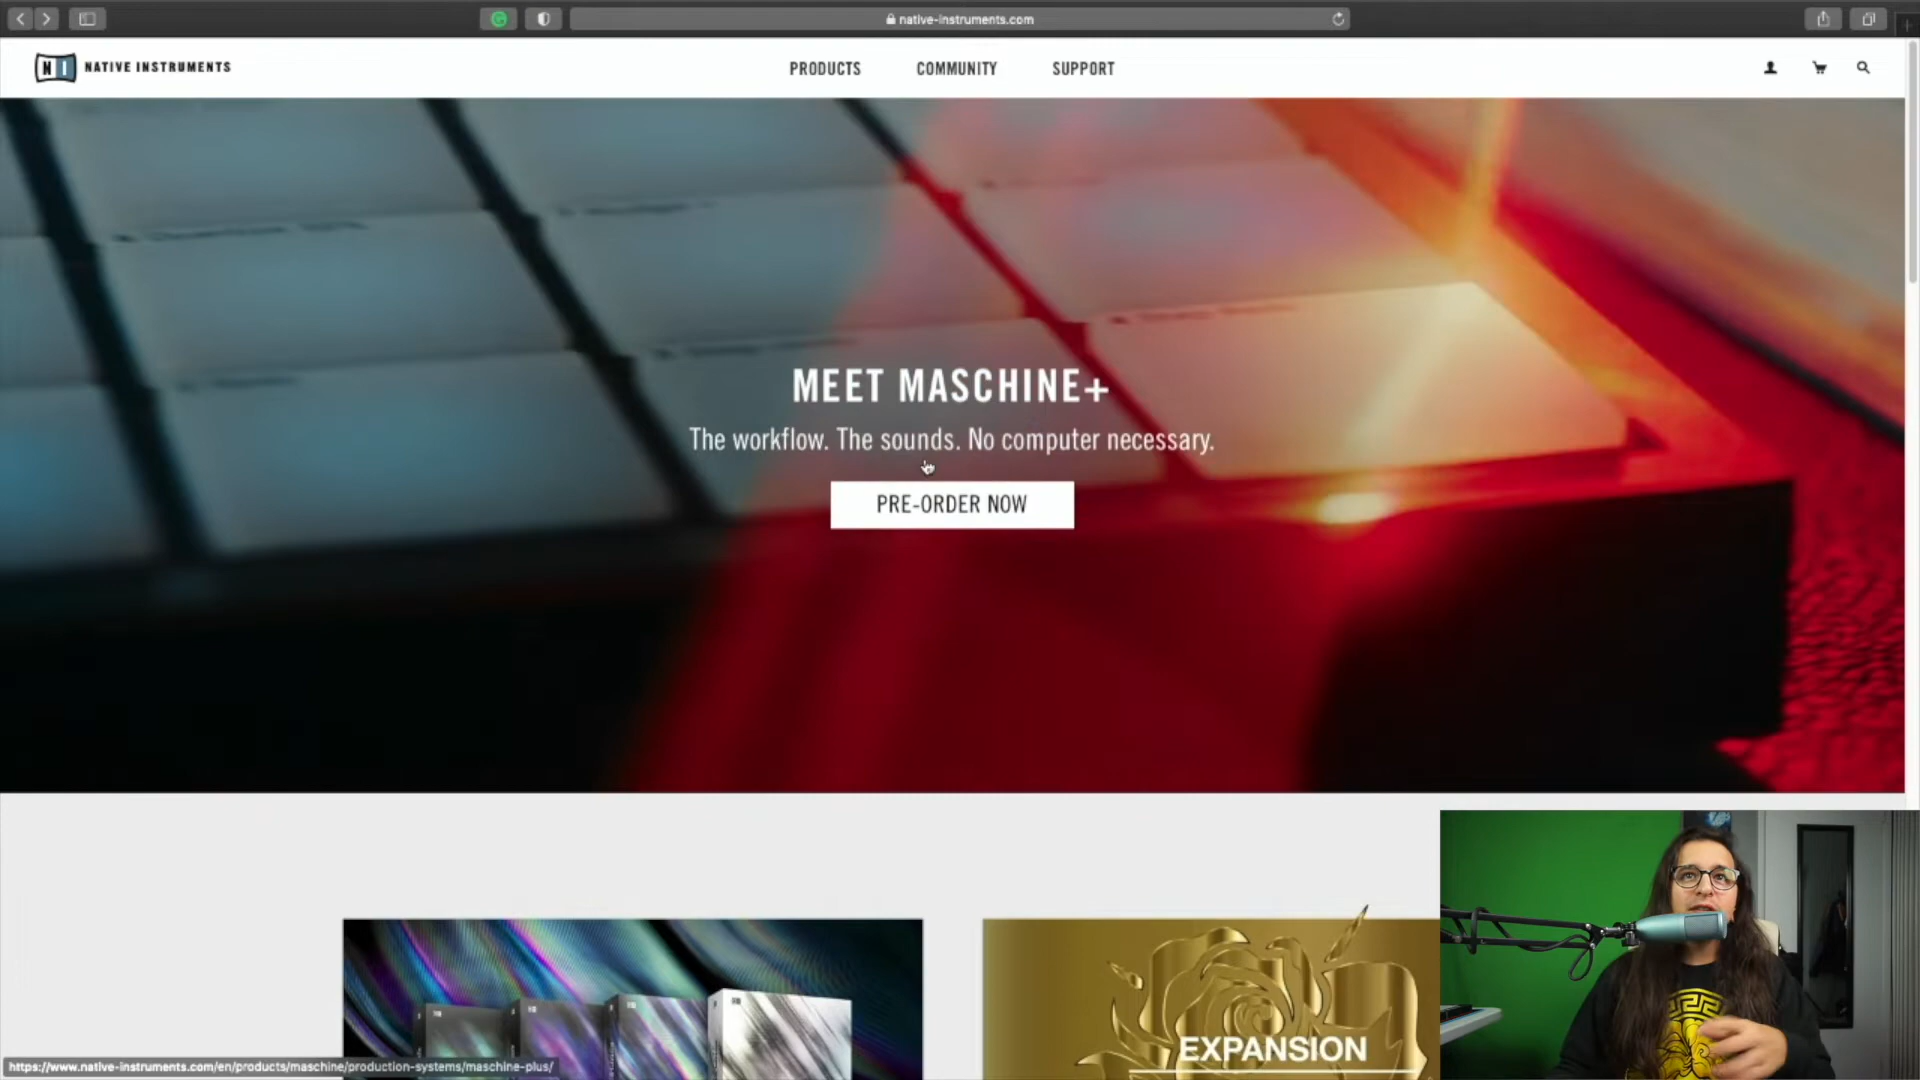 native-instruments.com
NI NATIVE INSTRUMENTS
PRODUCTS
COMMUNITY
SUPPORT
MEET MASCHINE+
The workflow. The sounds. No computer necessary.
PRE-ORDER NOW
EXPANSION
https://www.native-instruments.com/en/products/maschine/production-systems/maschine-plus/